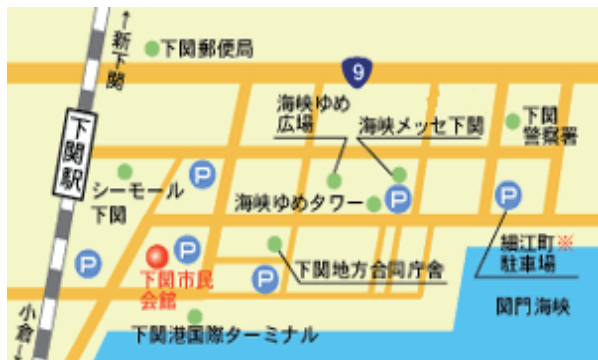 ↑新下関
下関郵便局
9
海峡ゆめ
広場
海峡メッセ下関
下関
警察署
下関駅
P
シーモール
下関
海峡ゆめタワー
P
P
P
P
下関市民
会館
下関地方合同庁舎
P
細江町※
駐車場
関門海峡
小倉↓
下関港国際ターミナル